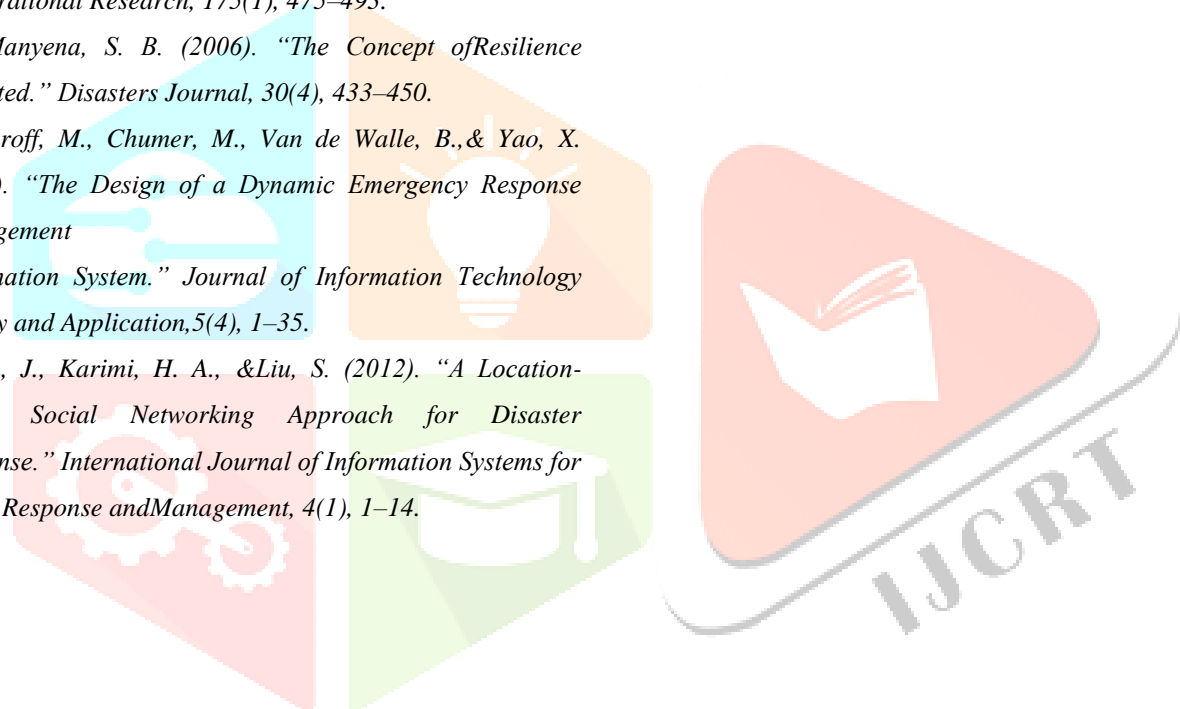 rational Research, 175(1), 475–493.
Manyena, S. B. (2006). “The Concept ofResilience
ted.” Disasters Journal, 30(4), 433–450.
roff, M., Chumer, M., Van de Walle, B.,& Yao, X.
). “The Design of a Dynamic Emergency Response
gement
nation System.” Journal of Information Technology
y and Application,5(4), 1–35.
, J., Karimi, H. A., &Liu, S. (2012). “A Location-
Social Networking Approach for Disaster
nse.” International Journal of Information Systems for
Response andManagement, 4(1), 1–14.
IJCRT